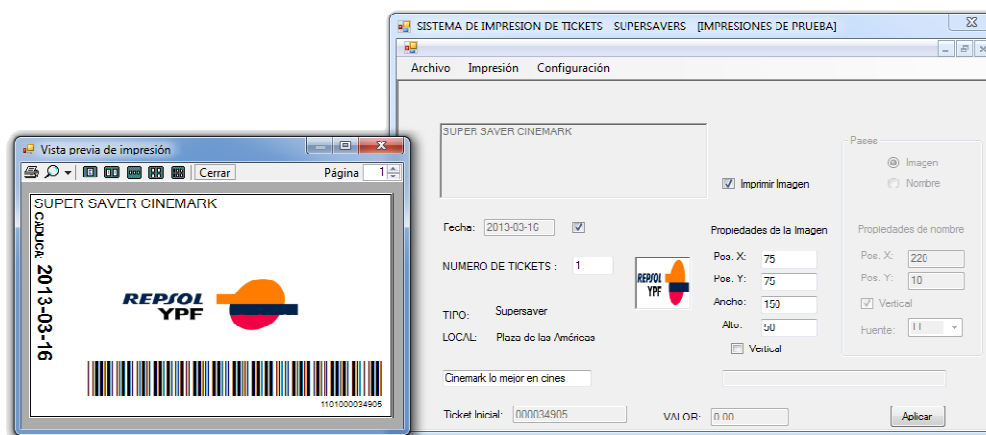 SISTEMA DE IMPRESION DE TICKETS SUPERSAVERS [IMPRESIONES DE PRUEBA]
Archivo Impresión Configuración
SUPER SAVER CINEMARK
Imprimir Imagen
Pases
Imagen
Nombre
Fecha: 2013-03-16
Propiedades de la Imagen
Propiedades de nombre
NUMERO DE TICKETS : 1
REPSOL
YPF
Pos. X: 75
Pos. Y: 75
Ancho: 150
Alto: 50
Vertical
Pos. X: 220
Pos. Y: 10
Vertical
Fuente: 11
TIPO: Supersaver
LOCAL: Plaza de las Américas
Cinemark lo mejor en cines
Ticket Inicial: 000034905
VALOR: 0.00
Aplicar
Vista previa de impresión
Cerrar
Página 1
SUPER SAVER CINEMARK
CADUCA: 2013-03-16
REPSOL
YPF
1101000034905